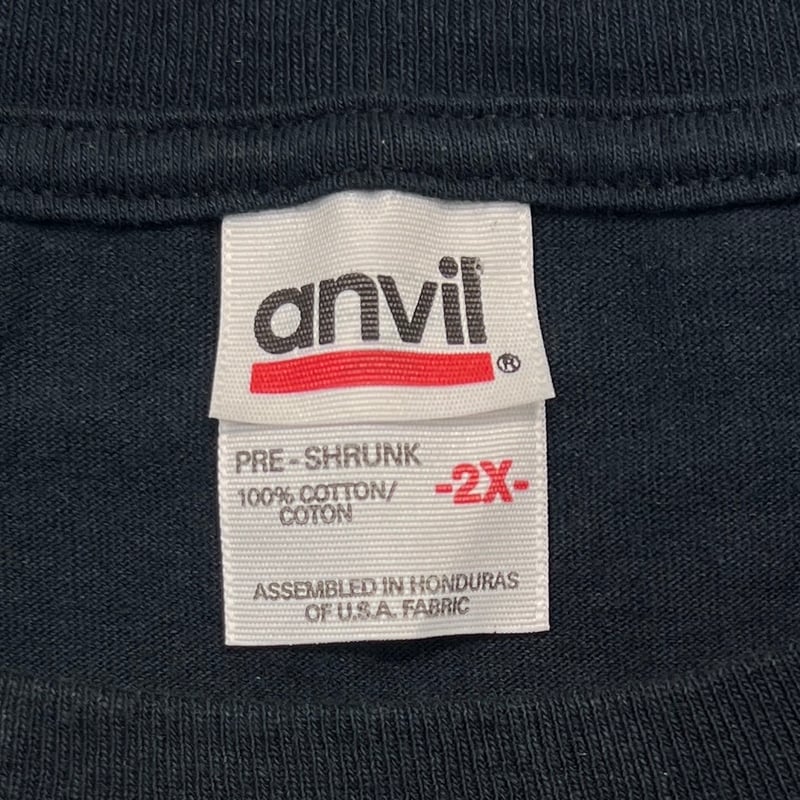 anvil®
PRE-SHRUNK
100% COTTON/
COTON
-2X-
ASSEMBLED IN HONDURAS
OF U.S.A. FABRIC